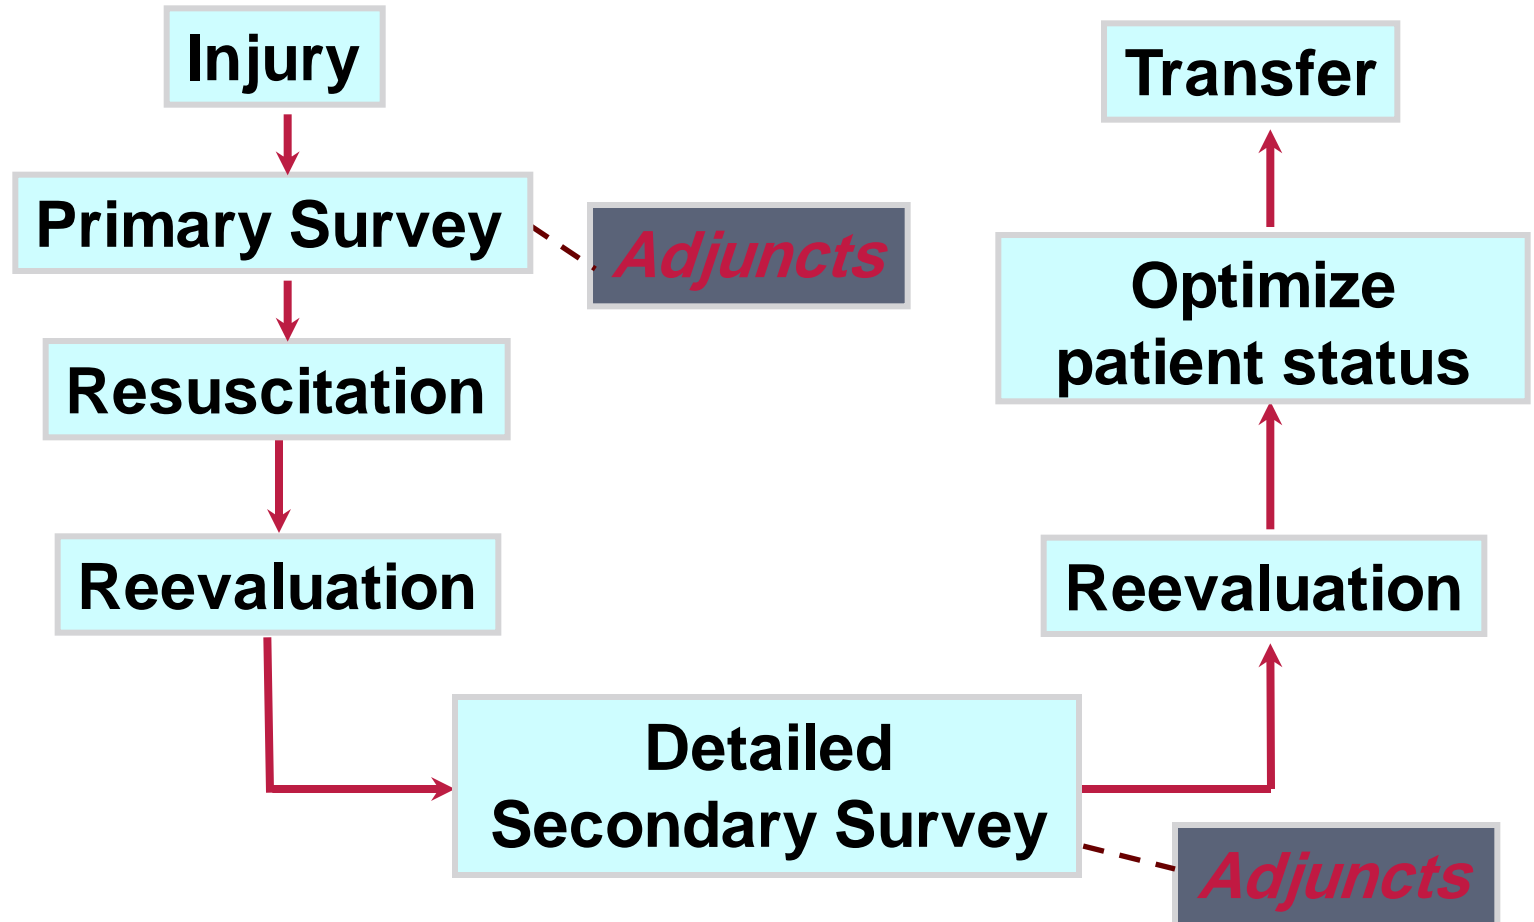 Injury
Primary Survey
Adjuncts
Resuscitation
Reevaluation
Detailed
Secondary Survey
Adjuncts
Reevaluation
Optimize
patient status
Transfer